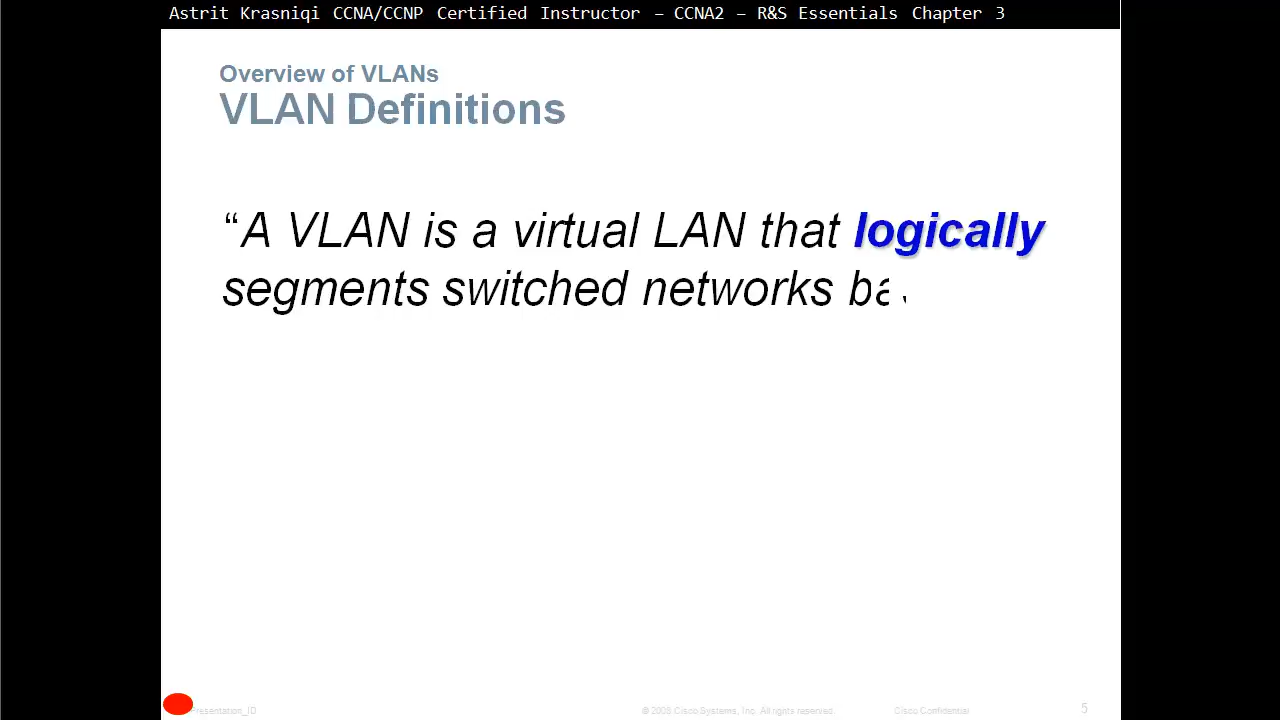 Astrit Krasniqi CCNA/CCNP Certified Instructor – CCNA2 – R&S Essentials Chapter 3
Overview of VLANs
VLAN Definitions
“A VLAN is a virtual LAN that logically
segments switched networks ba
Presentation_ID
© 2008 Cisco Systems, Inc. All rights reserved.
Cisco Confidential
5